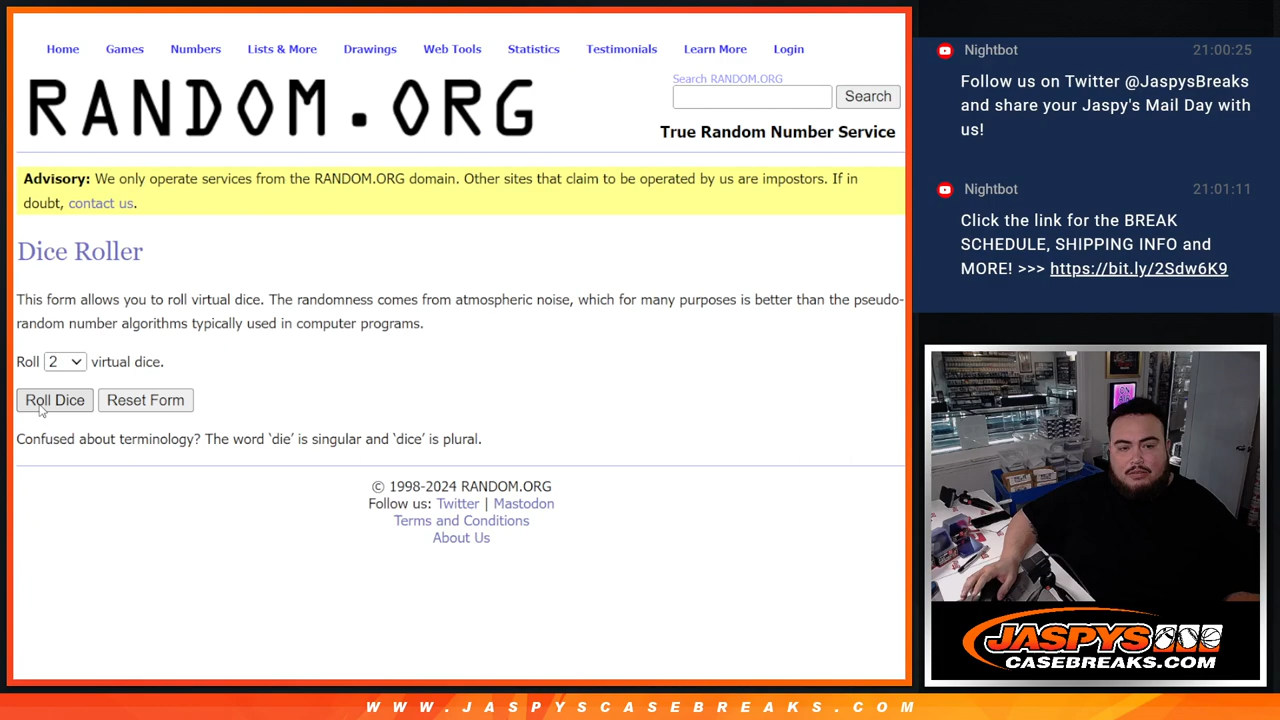 Home Games Numbers Lists & More Drawings Web Tools Statistics Testimonials Learn More Login
RANDOM.ORG
Search RANDOM.ORG
Search
True Random Number Service
Advisory: We only operate services from the RANDOM.ORG domain. Other sites that claim to be operated by us are impostors. If in
doubt, contact us.
Dice Roller
This form allows you to roll virtual dice. The randomness comes from atmospheric noise, which for many purposes is better than the pseudo-
random number algorithms typically used in computer programs.
Roll 2 virtual dice.
Roll Dice Reset Form
Confused about terminology? The word ‘die’ is singular and ‘dice’ is plural.
© 1998-2024 RANDOM.ORG
Follow us: Twitter | Mastodon
Terms and Conditions
About Us
Nightbot 21:00:25
Follow us on Twitter @JaspysBreaks
and share your Jaspy's Mail Day with
us!
Nightbot 21:01:11
Click the link for the BREAK
SCHEDULE, SHIPPING INFO and
MORE! >>> https://bit.ly/2Sdw6K9
JASPYS
CASEBREAKS.COM
WWW.JASPYSCASEBREAKS.COM